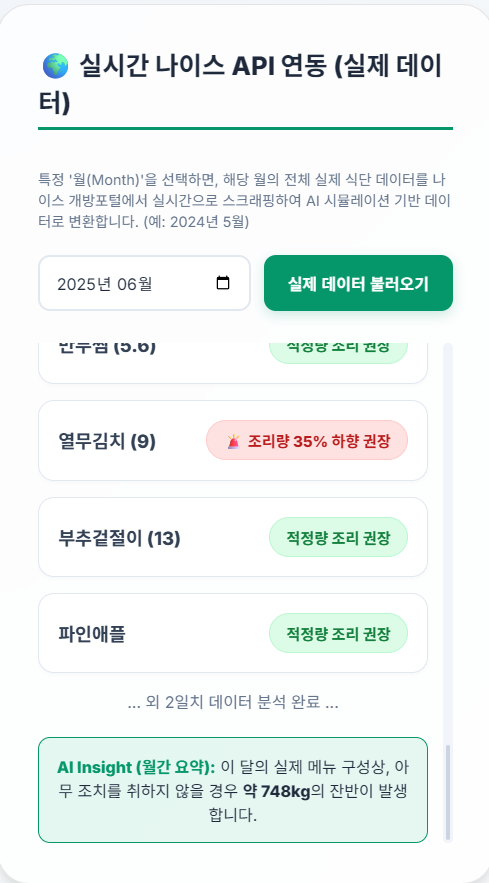 🌍 실시간 나이스 API 연동 (실제 데이
터)
특정 '월(Month)'을 선택하면, 해당 월의 전체 실제 식단 데이터를 나
이스 개방포털에서 실시간으로 스크래핑하여 AI 시뮬레이션 기반 데이
터로 변환합니다. (예: 2024년 5월)
2025년 06월
실제 데이터 불러오기
(5.6)
적정량 조리 권장
열무김치 (9)
🚨 조리량 35% 하향 권장
부추겉절이 (13)
적정량 조리 권장
파인애플
적정량 조리 권장
... 외 2일치 데이터 분석 완료 ...
AI Insight (월간 요약): 이 달의 실제 메뉴 구성상, 아
무 조치를 취하지 않을 경우 약 748kg의 잔반이 발생
합니다.